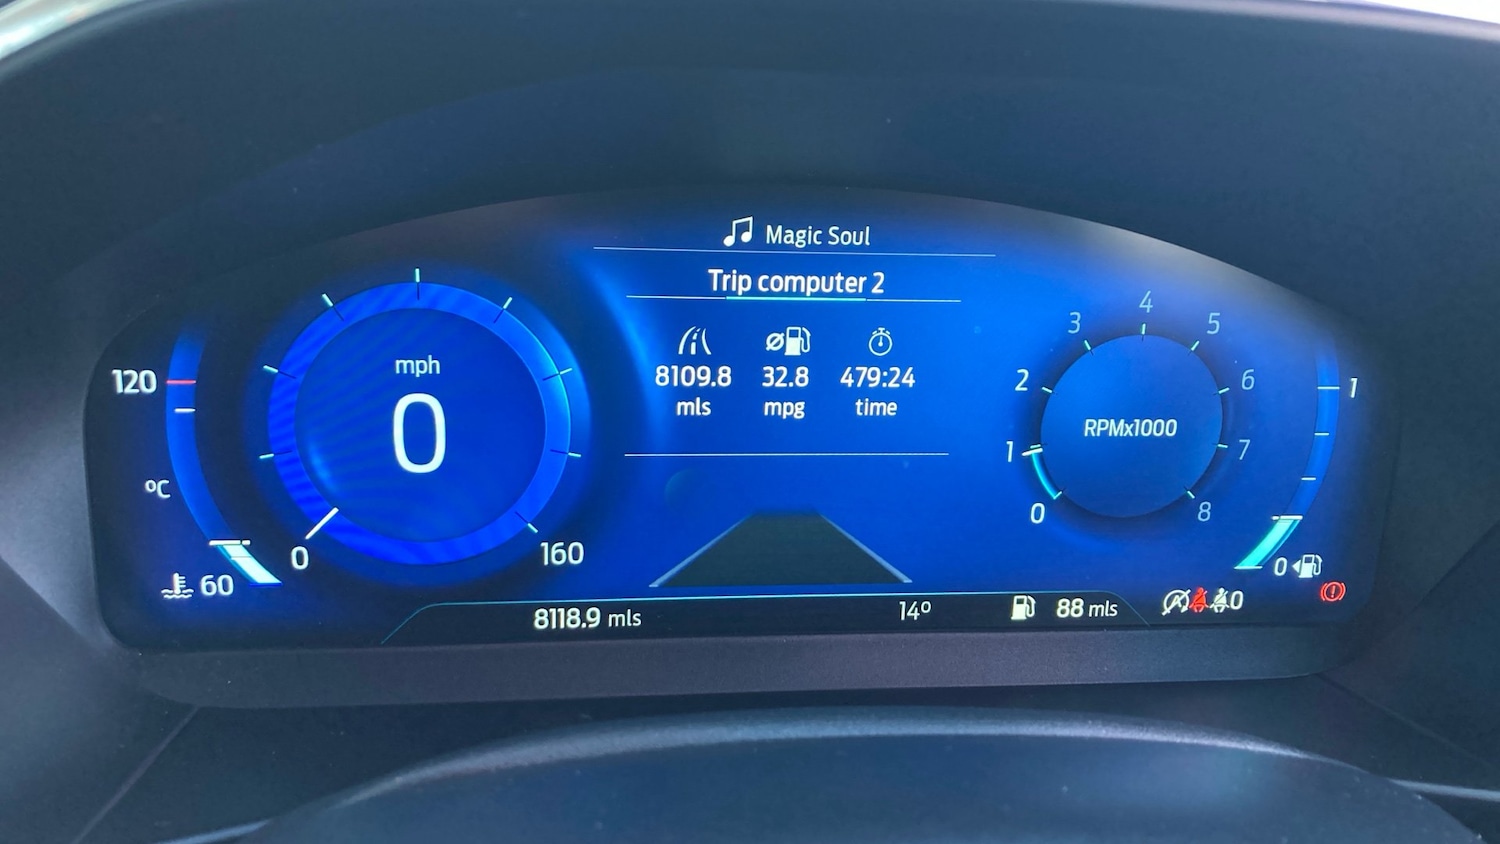 Magic Soul
Trip computer 2
8109.8 32.8 479:24
mls mpg time
120
°C
60
mph
0
0 160
0 1 2 3 4 5 6 7 8
RPMx1000
1
0
8118.9 mls 14° 88 mls 0